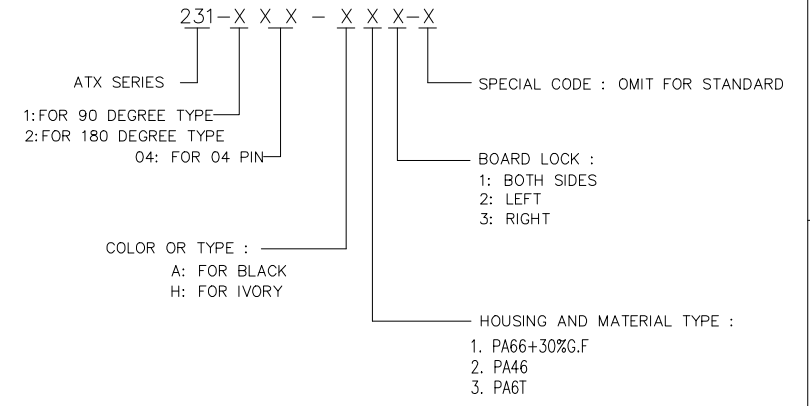 231-X X X - X X X-X
ATX SERIES
SPECIAL CODE : OMIT FOR STANDARD
1:FOR 90 DEGREE TYPE
2:FOR 180 DEGREE TYPE
04: FOR 04 PIN
BOARD LOCK :
1: BOTH SIDES
2: LEFT
3: RIGHT
COLOR OR TYPE :
A: FOR BLACK
H: FOR IVORY
HOUSING AND MATERIAL TYPE :
1. PA66+30%G.F
2. PA46
3. PA6T